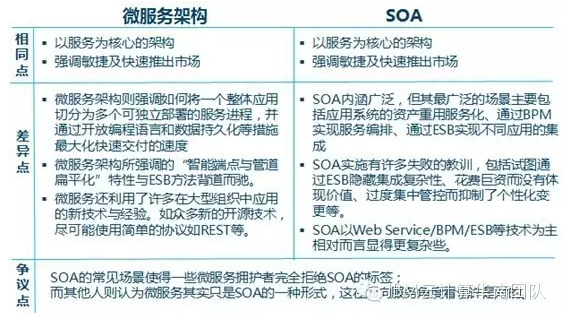 微服务架构
SOA
相同点
以服务为核心的架构
强调敏捷及快速推出市场
以服务为核心的架构
强调敏捷及快速推出市场
差异点
微服务架构则强调如何将一个整体应用
切分为多个可独立部署的服务进程，并
通过开放编程语言和数据持久化等措施
最大化快速交付的速度
微服务架构所强调的“智能端点与管道
扁平化”特性与ESB方法背道而驰。
微服务还利用了许多在大型组织中应用
的新技术与经验。如众多新的开源技术，
尽可能使用简单的协议如REST等。
SOA内涵广泛，但其最广泛的场景主要包
括应用系统的资产重用服务化、通过BPM
实现服务编排、通过ESB实现不同应用的集
成
SOA实施有许多失败的教训，包括试图通
过ESB隐藏集成复杂性、花费巨资而没有体
现价值、过度集中管控而抑制了个性化变
更等。
SOA以Web Service/BPM/ESB等技术为主
相对而言显得更复杂些。
争议点
SOA的常见场景使得一些微服务拥护者完全拒绝SOA的标签；
而其他人则认为微服务其实只是SOA的一种形式，这在
团队